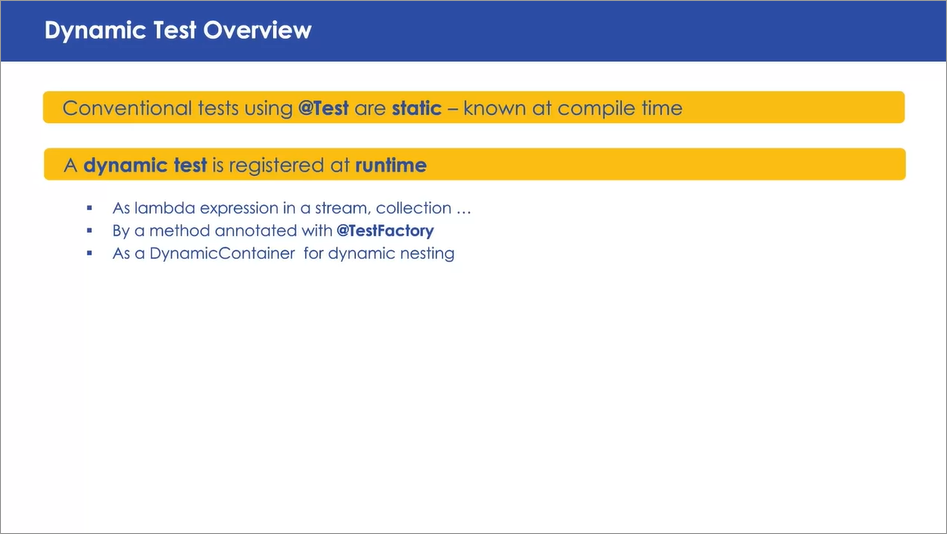 Dynamic Test Overview
Conventional tests using @Test are static – known at compile time
A dynamic test is registered at runtime
▪ As lambda expression in a stream, collection …
▪ By a method annotated with @TestFactory
▪ As a DynamicContainer for dynamic nesting